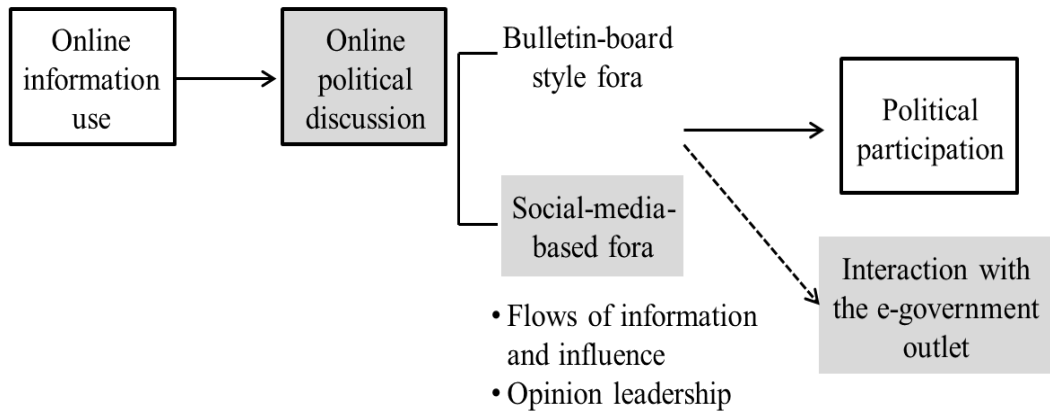 Online
information
use
Online
political
discussion
Bulletin-board
style fora
Social-media-
based fora
• Flows of information
and influence
• Opinion leadership
Political
participation
Interaction with
the e-government
outlet